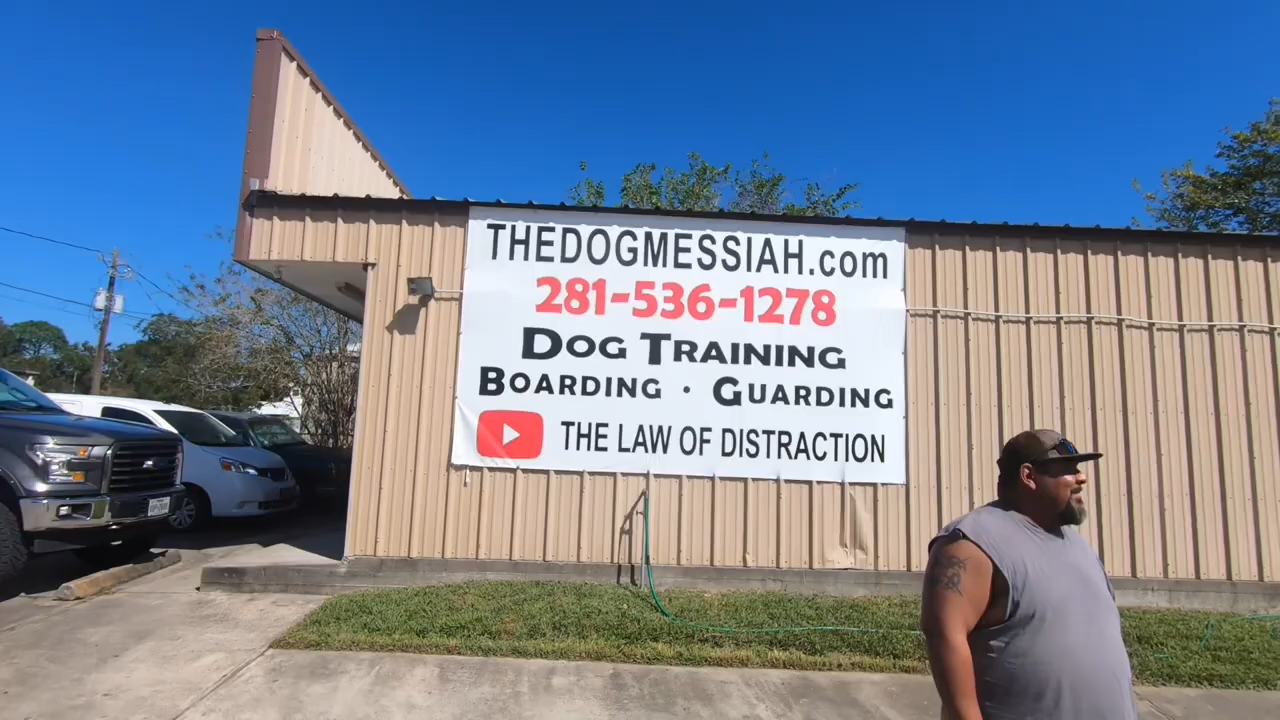 THEDOGMESSIAH.com
281-536-1278
DOG TRAINING
BOARDING · GUARDING
THE LAW OF DISTRACTION